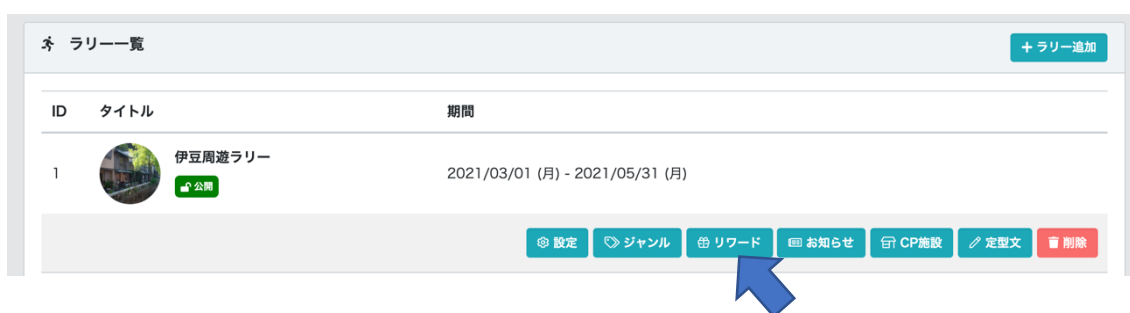 ラリー一覧
+ ラリー追加
ID タイトル 期間
1 伊豆周遊ラリー 2021/03/01 (月) - 2021/05/31 (月)
公開
設定 ジャンル リワード お知らせ CP施設 定型文 削除